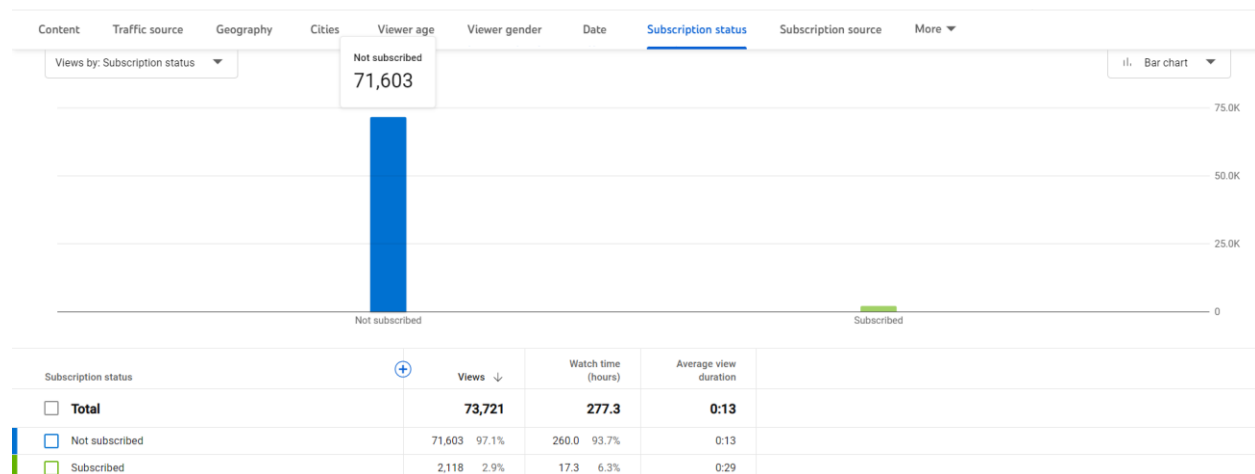 Content Traffic source Geography Cities Viewer age Viewer gender Date Subscription status Subscription source More
Views by: Subscription status
Bar chart
Not subscribed
71,603
75.0K
50.0K
25.0K
0
Not subscribed Subscribed
Subscription status Views Watch time (hours) Average view duration
Total 73,721 277.3 0:13
Not subscribed 71,603 97.1% 260.0 93.7% 0:13
Subscribed 2,118 2.9% 17.3 6.3% 0:29